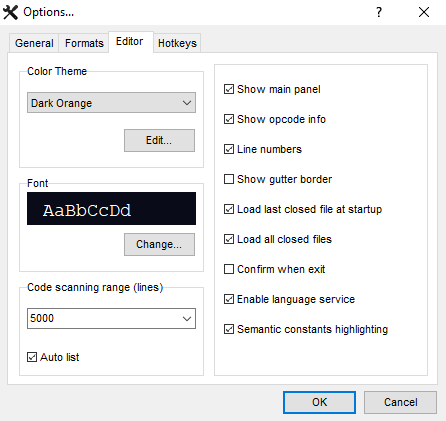 Options...
?
General
Formats
Editor
Hotkeys
Color Theme
Dark Orange
Edit...
Font
AaBbCcDd
Change...
Code scanning range (lines)
5000
Auto list
Show main panel
Show opcode info
Line numbers
Show gutter border
Load last closed file at startup
Load all closed files
Confirm when exit
Enable language service
Semantic constants highlighting
OK
Cancel